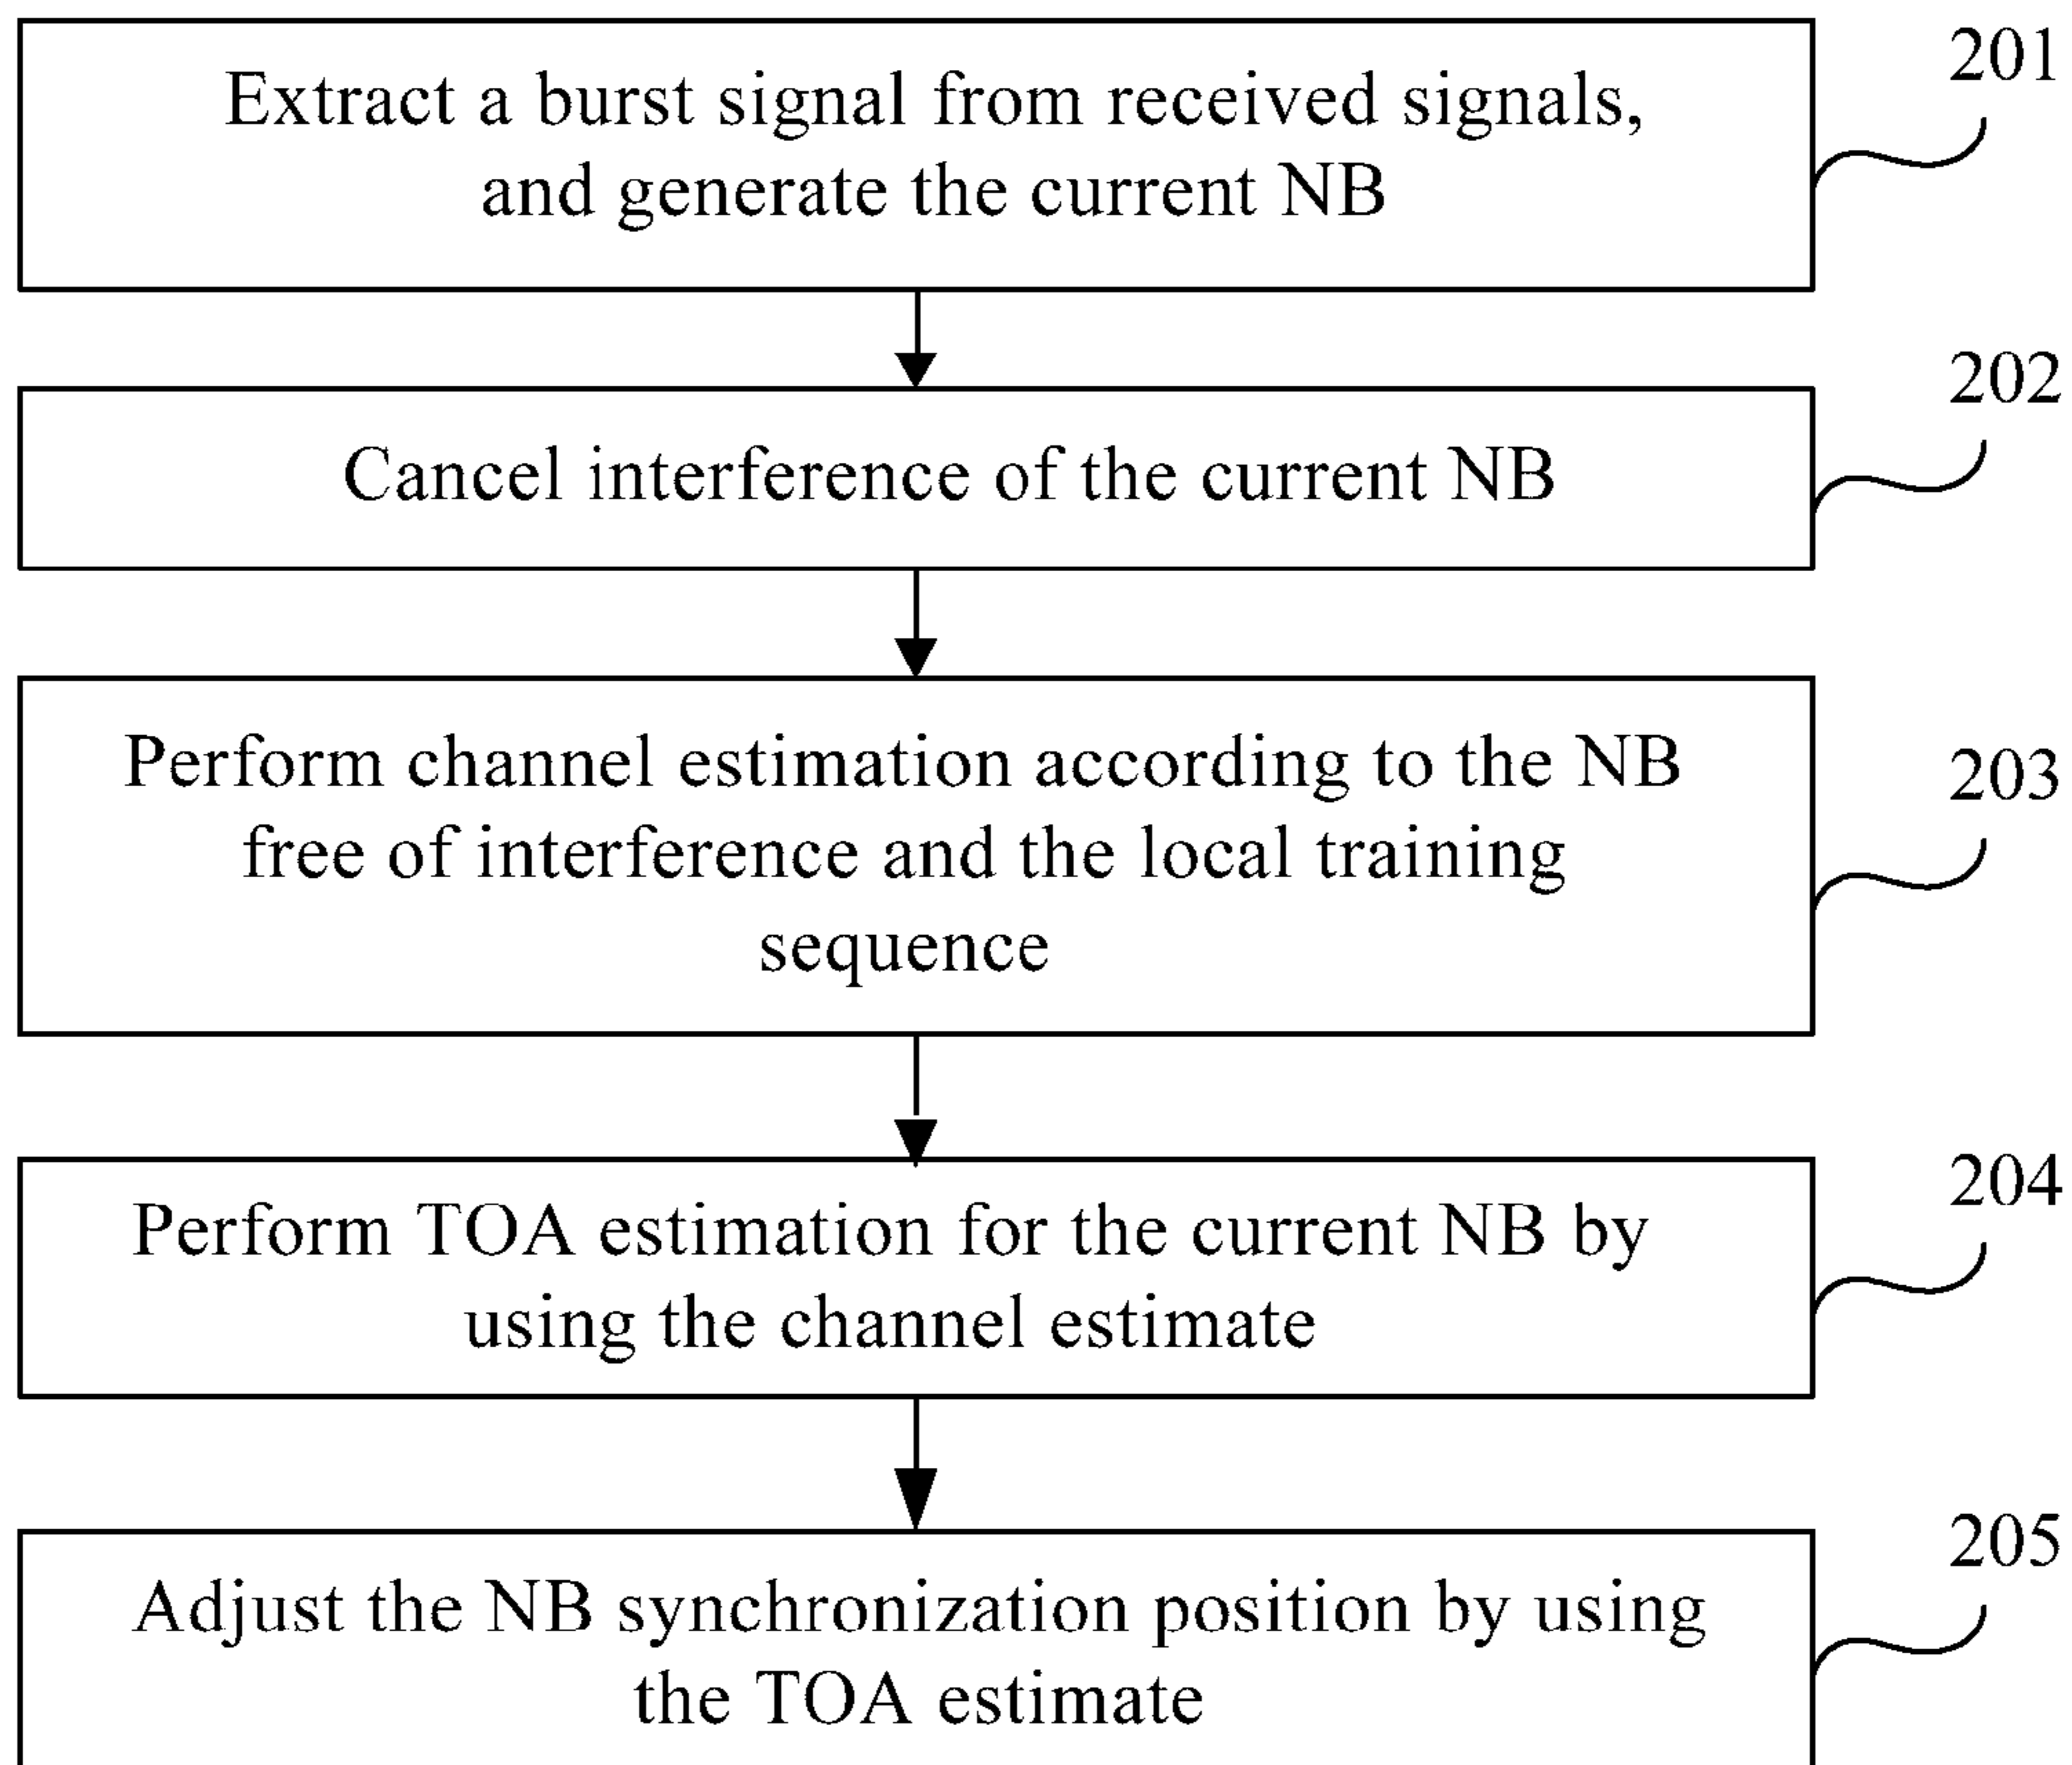 Extract a burst signal from received signals,
and generate the current NB
201
Cancel interference of the current NB
202
Perform channel estimation according to the NB
free of interference and the local training
sequence
203
Perform TOA estimation for the current NB by
using the channel estimate
204
Adjust the NB synchronization position by using
the TOA estimate
205